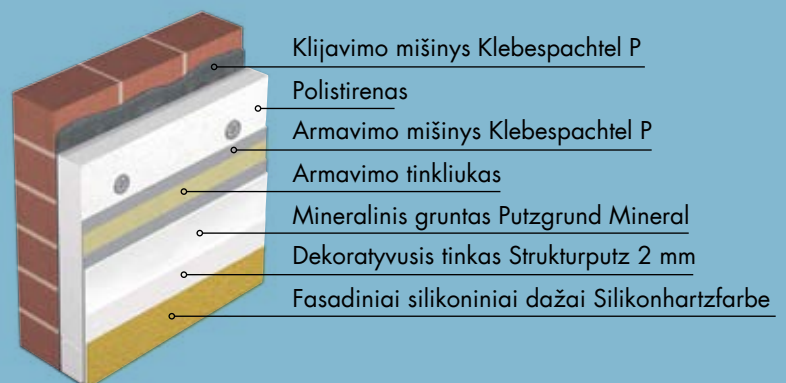 Klijavimo mišinys Klebespachtel P
Polistirenas
Armavimo mišinys Klebespachtel P
Armavimo tinkliukas
Mineralinis gruntas Putzgrund Mineral
Dekoratyvusis tinkas Strukturputz 2 mm
Fasadiniai silikoniniai dažai Silikonhartzfarbe